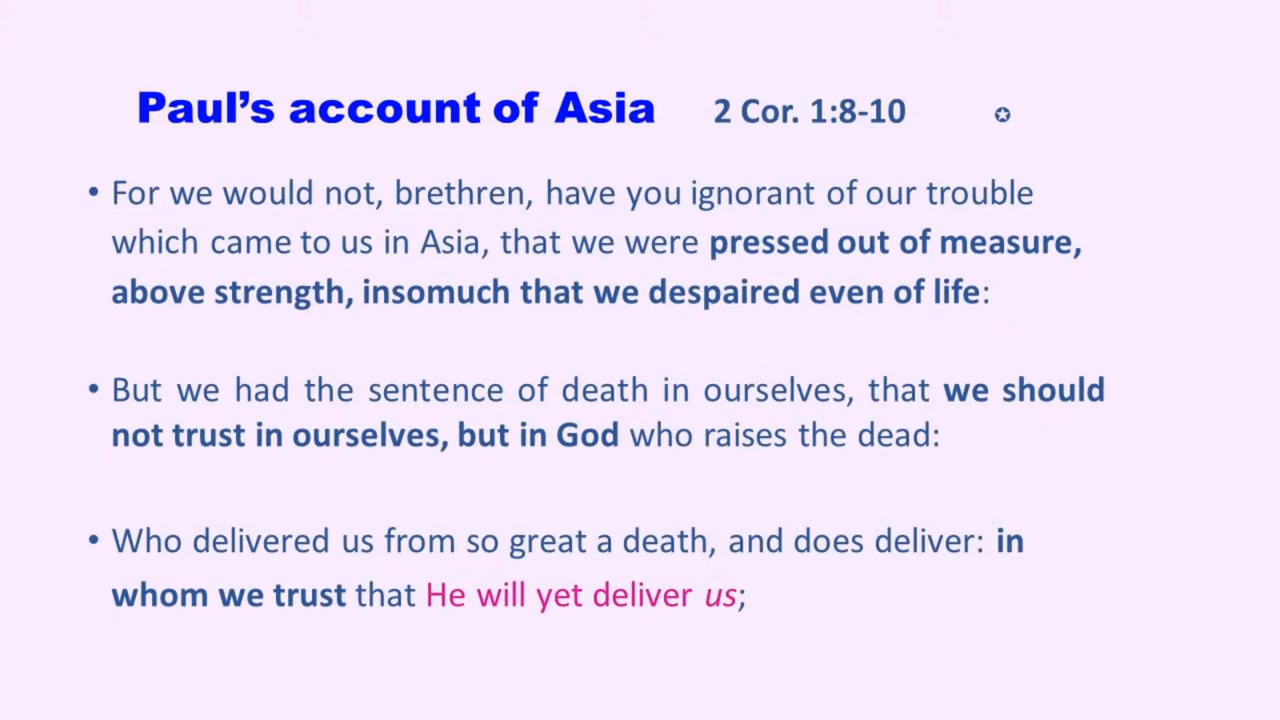 Paul’s account of Asia 2 Cor. 1:8-10 ✪
• For we would not, brethren, have you ignorant of our trouble
which came to us in Asia, that we were pressed out of measure,
above strength, insomuch that we despaired even of life:
• But we had the sentence of death in ourselves, that we should
not trust in ourselves, but in God who raises the dead:
• Who delivered us from so great a death, and does deliver: in
whom we trust that He will yet deliver us;